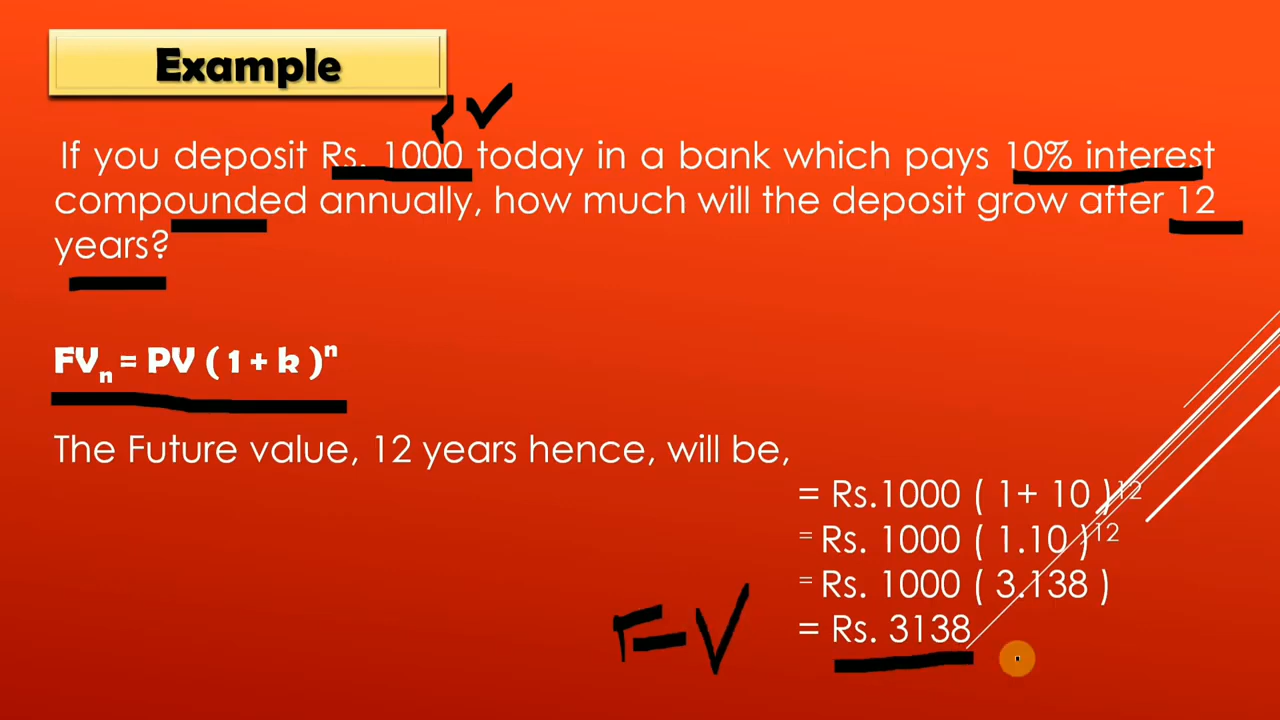 Example
PV
If you deposit Rs. 1000 today in a bank which pays 10% interest
compounded annually, how much will the deposit grow after 12
years?
FVn = PV ( 1 + k )ⁿ
The Future value, 12 years hence, will be,
= Rs.1000 ( 1+ 10 )¹²
= Rs. 1000 ( 1.10 )¹²
= Rs. 1000 ( 3.138 )
= Rs. 3138
FV